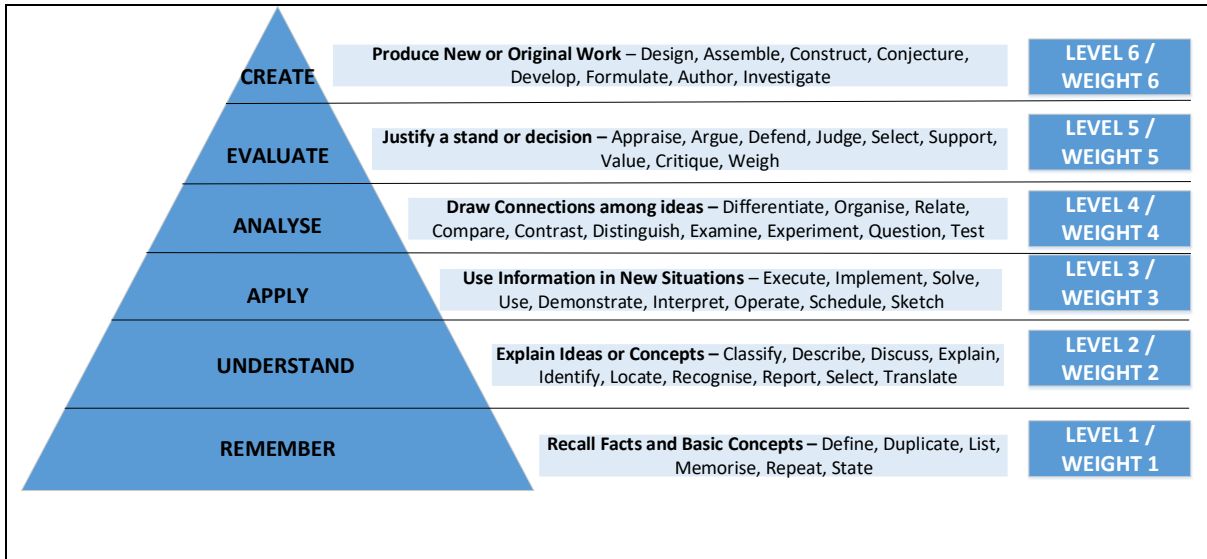 Produce New or Original Work – Design, Assemble, Construct, Conjecture,
Develop, Formulate, Author, Investigate
CREATE
LEVEL 6 /
WEIGHT 6
Justify a stand or decision – Appraise, Argue, Defend, Judge, Select, Support,
Value, Critique, Weigh
EVALUATE
LEVEL 5 /
WEIGHT 5
Draw Connections among ideas – Differentiate, Organise, Relate,
Compare, Contrast, Distinguish, Examine, Experiment, Question, Test
ANALYSE
LEVEL 4 /
WEIGHT 4
Use Information in New Situations – Execute, Implement, Solve,
Use, Demonstrate, Interpret, Operate, Schedule, Sketch
APPLY
LEVEL 3 /
WEIGHT 3
Explain Ideas or Concepts – Classify, Describe, Discuss, Explain,
Identify, Locate, Recognise, Report, Select, Translate
UNDERSTAND
LEVEL 2 /
WEIGHT 2
Recall Facts and Basic Concepts – Define, Duplicate, List,
Memorise, Repeat, State
REMEMBER
LEVEL 1 /
WEIGHT 1